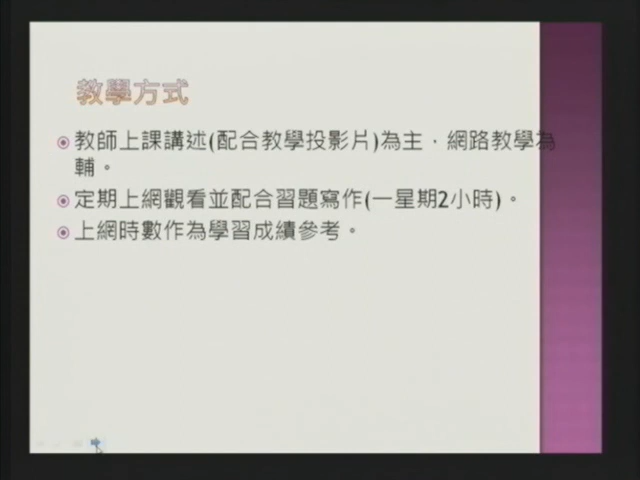 教學方式
教師上課講述(配合教學投影片)為主，網路教學為
輔。
定期上網觀看並配合習題寫作(一星期2小時)。
上網時數作為學習成績參考。